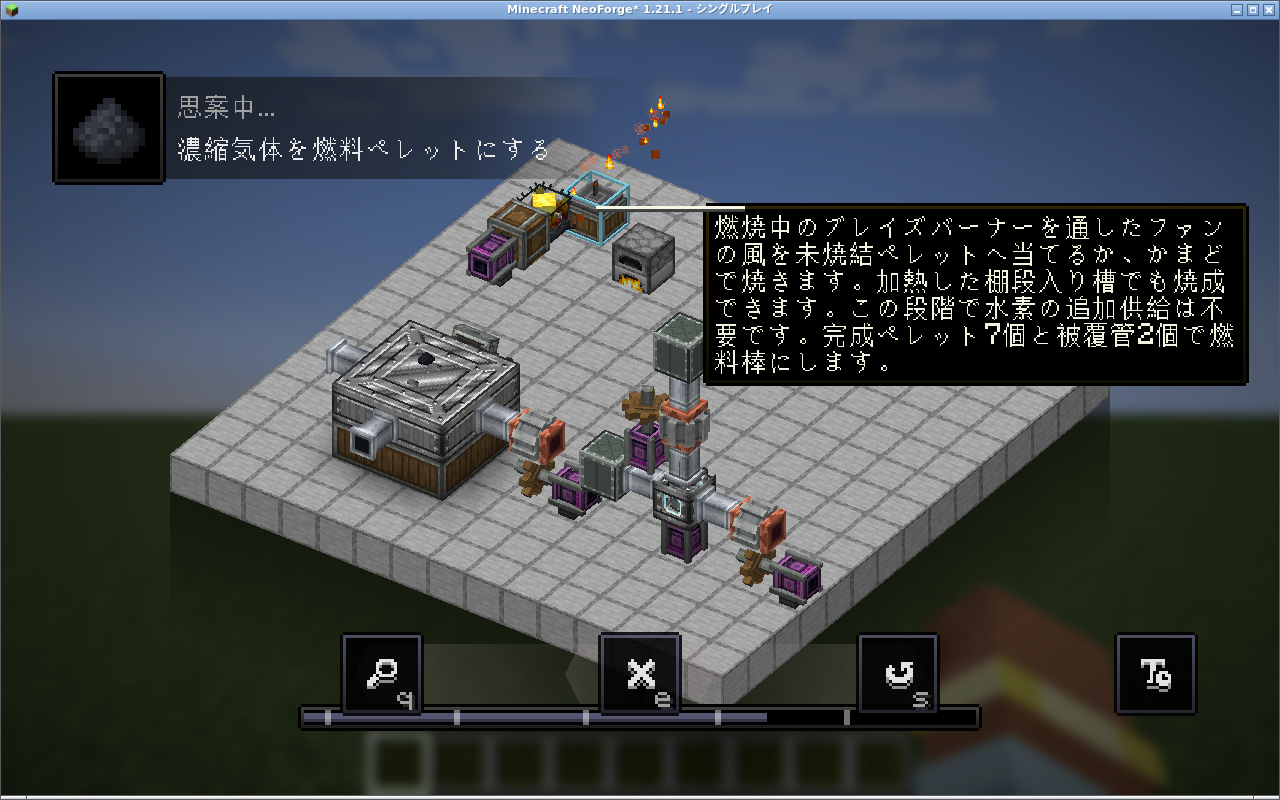 Minecraft NeoForge* 1.21.1 - シングルプレイ
思案中...
濃縮気体を燃料ペレットにする
燃焼中のブレイズバーナーを通したファン
の風を未焼結ペレットへ当てるか、かまど
で焼きます。加熱した棚段入り槽でも焼成
できます。この段階で水素の追加供給は不
要です。完成ペレット7個と被覆管2個で燃
料棒にします。
q
e
s